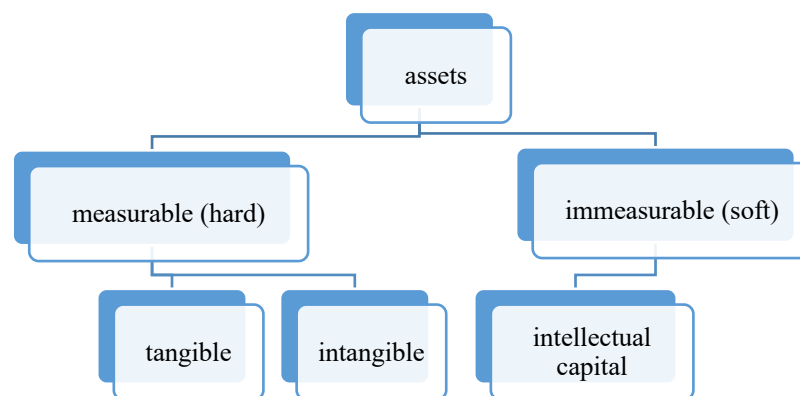 assets
measurable (hard)
immeasurable (soft)
tangible
intangible
intellectual
capital